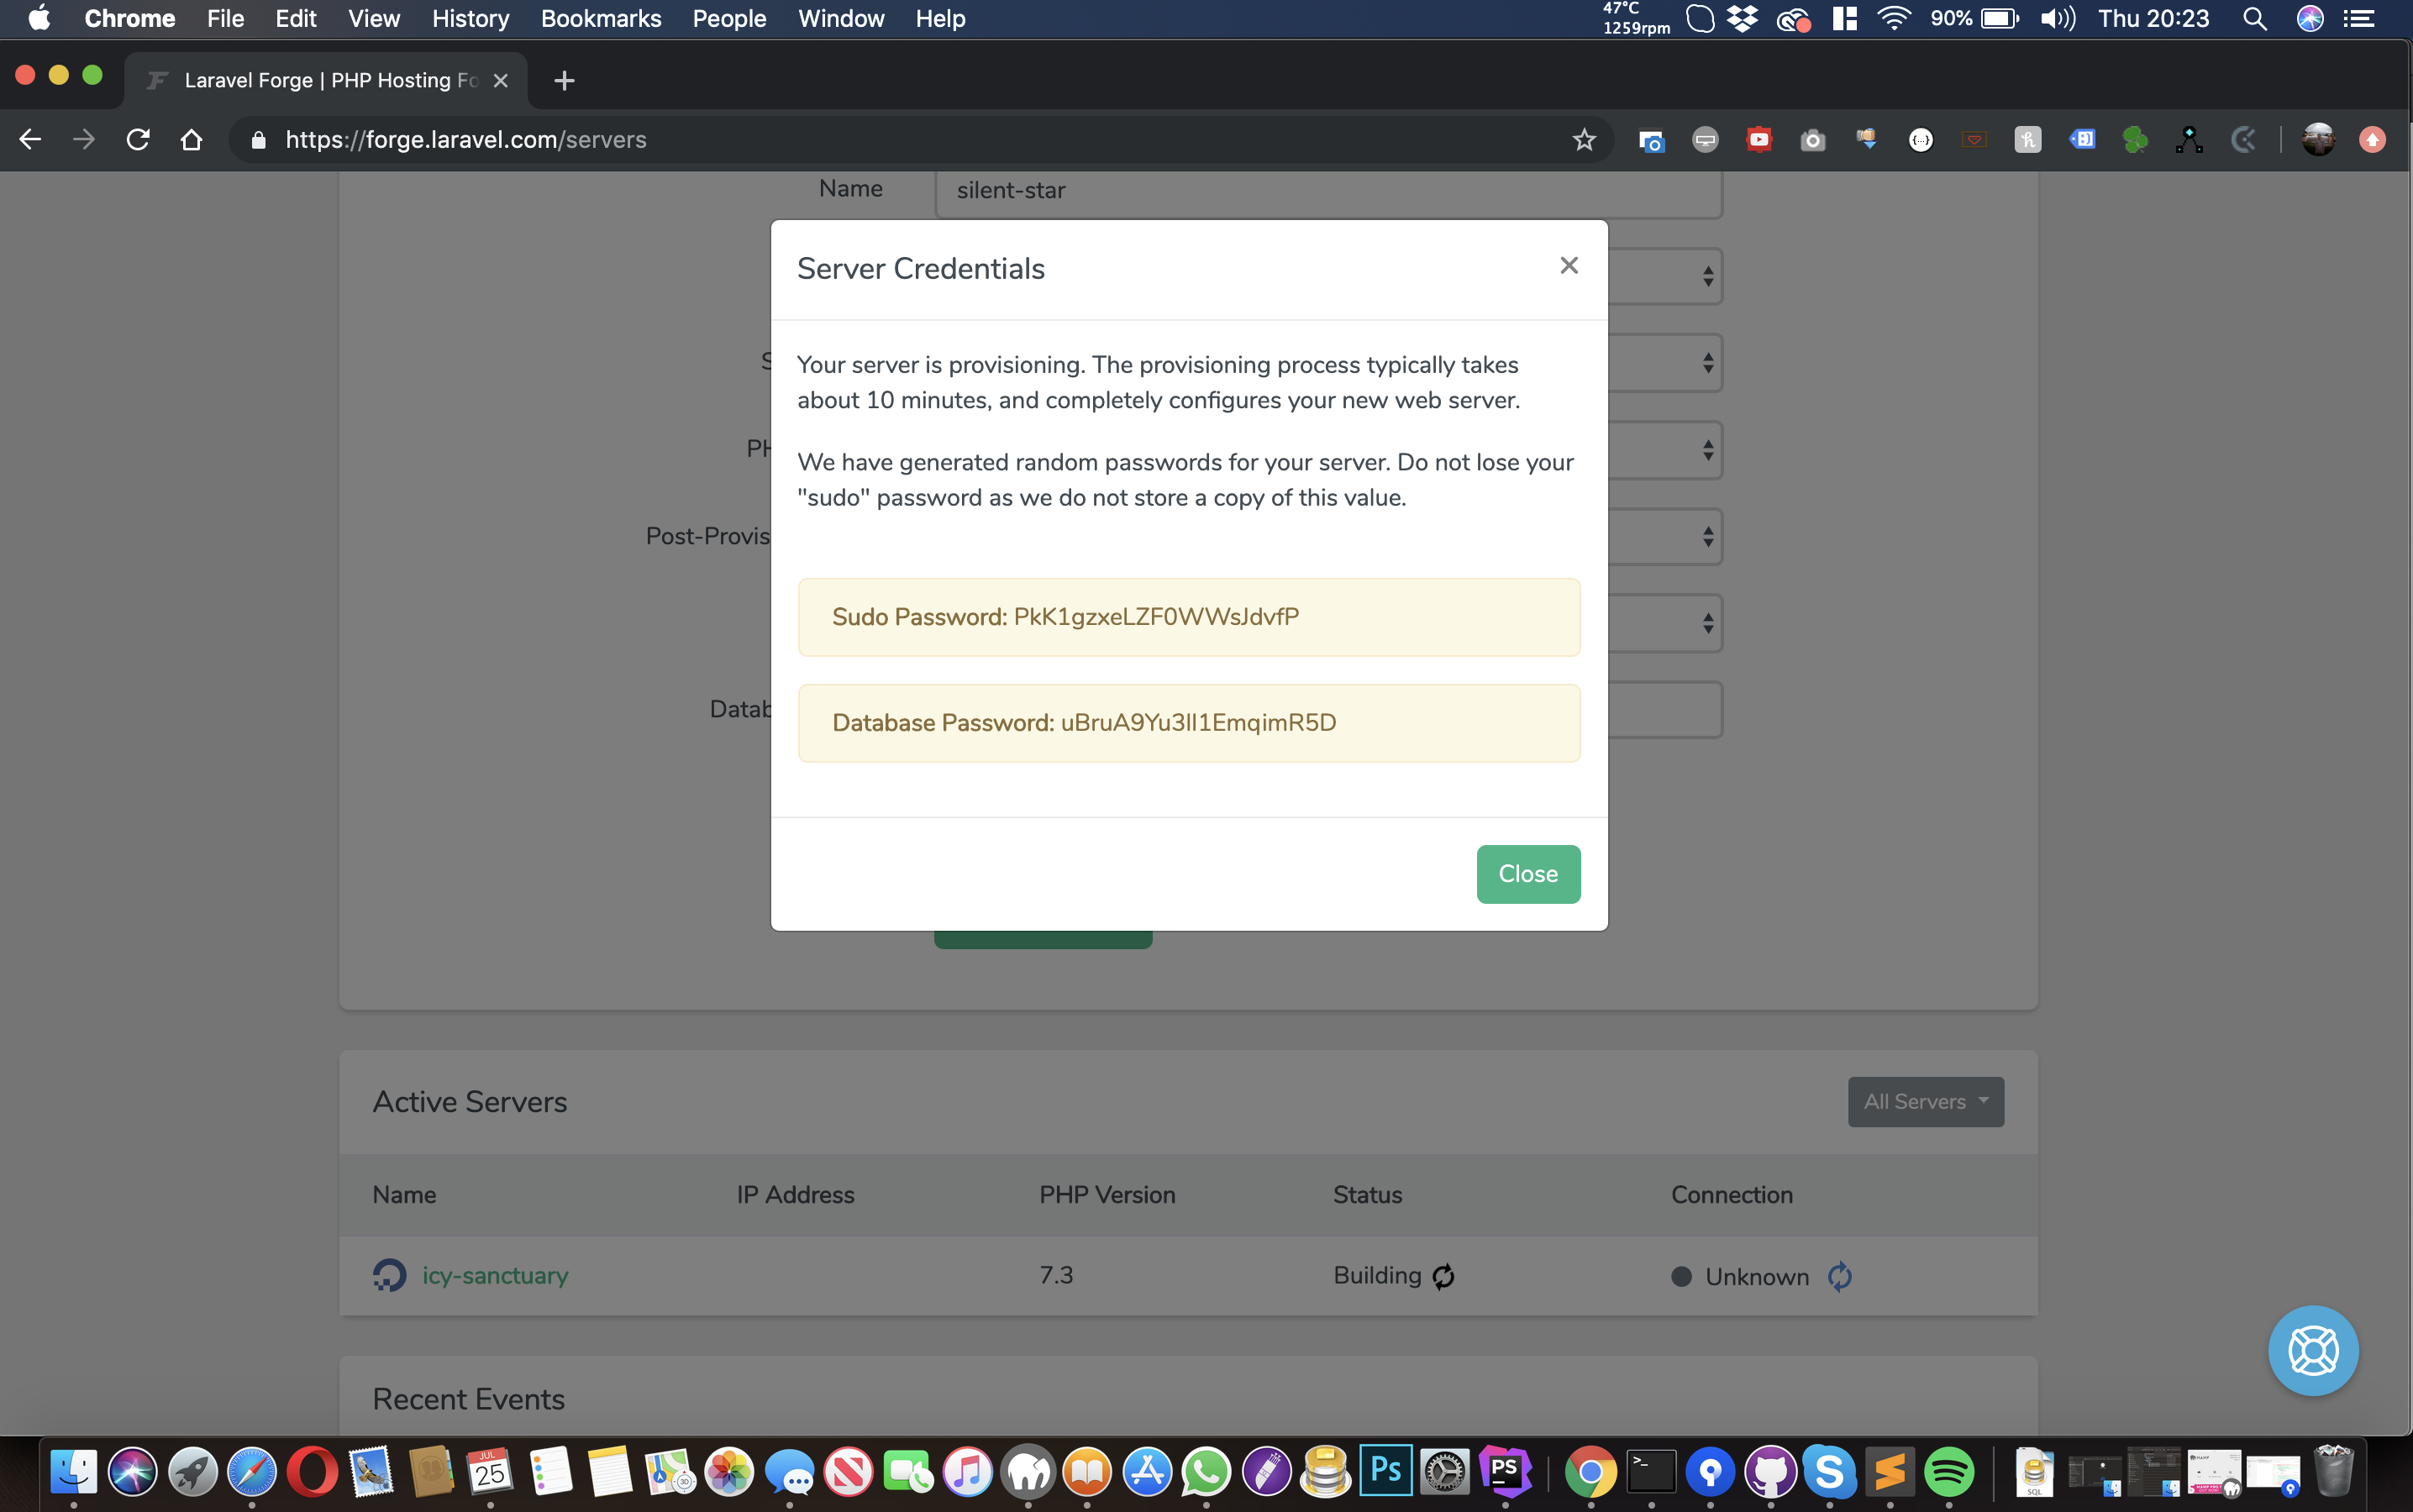 Chrome File Edit View History Bookmarks People Window Help
47°C
1259rpm
90%
Thu 20:23
Laravel Forge | PHP Hosting Fo
https://forge.laravel.com/servers
Name silent-star
Server Credentials
Your server is provisioning. The provisioning process typically takes
about 10 minutes, and completely configures your new web server.
We have generated random passwords for your server. Do not lose your
"sudo" password as we do not store a copy of this value.
Post-Provis
Sudo Password: PkK1gzxeLZF0WWsJdvfP
Datab
Database Password: uBruA9Yu3II1EmqimR5D
Close
Active Servers
All Servers
Name IP Address PHP Version Status Connection
icy-sanctuary 7.3 Building Unknown
Recent Events
JUL
25
Ps
PS
SQL